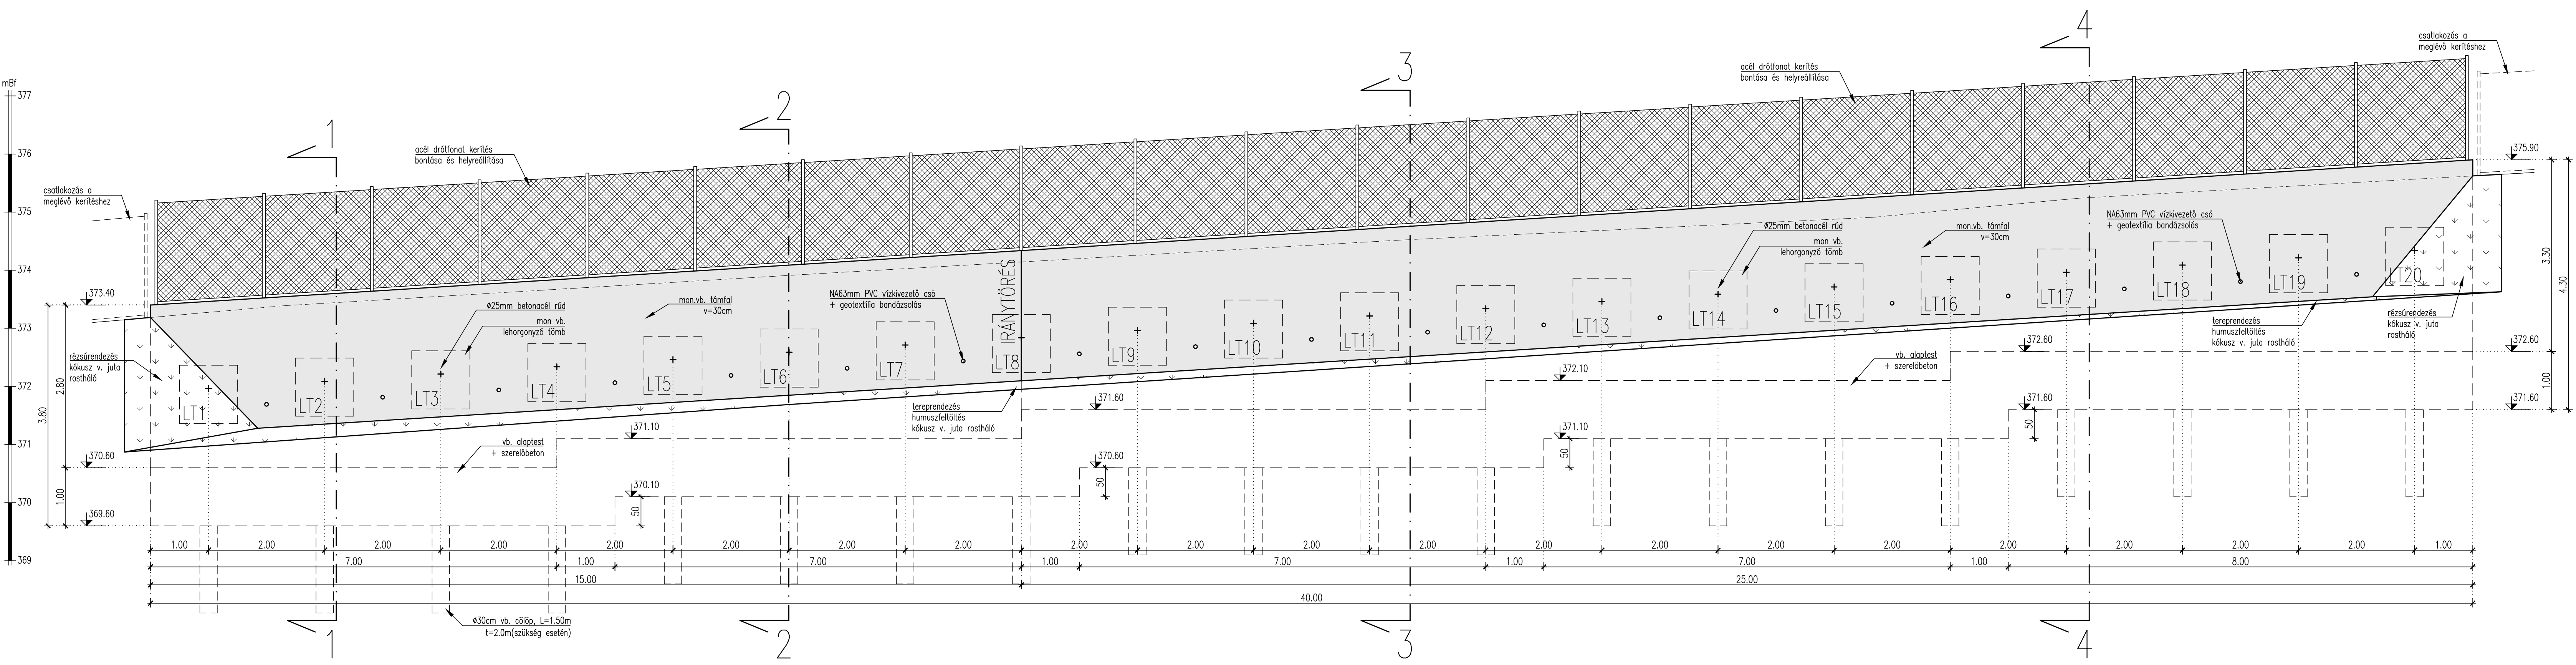 mBf
377
376
375
374
373
372
371
370
369
csatlakozás a
meglévő kerítéshez
373.40
rézsűrendezés
kókusz v. juta
rostháló
370.60
369.60
3.80
2.80
1.00
1
2
3
4
acél drótfonat kerítés
bontása és helyreállítása
acél drótfonat kerítés
bontása és helyreállítása
csatlakozás a
meglévő kerítéshez
375.90
3.30
4.30
1.00
372.60
371.60
Ø25mm betonacél rúd
mon vb.
lehorgonyzó tömb
mon.vb. támfal
v=30cm
NA63mm PVC vízkivezető cső
+ geotextília bandázsolás
IRÁNYTÖRÉS
Ø25mm betonacél rúd
mon vb.
lehorgonyzó tömb
mon.vb. támfal
v=30cm
NA63mm PVC vízkivezető cső
+ geotextília bandázsolás
LT1
LT2
LT3
LT4
LT5
LT6
LT7
LT8
LT9
LT10
LT11
LT12
LT13
LT14
LT15
LT16
LT17
LT18
LT19
LT20
tereprendezés
humuszfeltöltés
kókusz v. juta rostháló
tereprendezés
humuszfeltöltés
kókusz v. juta rostháló
rézsűrendezés
kókusz v. juta
rostháló
vb. alaptest
+ szerelőbeton
vb. alaptest
+ szerelőbeton
371.10
371.60
372.10
372.60
370.10
370.60
371.10
371.60
50
50
50
50
1.00 2.00 2.00 2.00 2.00 2.00 2.00 2.00 2.00 2.00 2.00 2.00 2.00 2.00 2.00 2.00 2.00 2.00 2.00 2.00 1.00
7.00 1.00 7.00 1.00 7.00 1.00 7.00 1.00 8.00
15.00 25.00
40.00
Ø30cm vb. cölöp, L=1.50m
t=2.0m(szükség esetén)
1
2
3
4